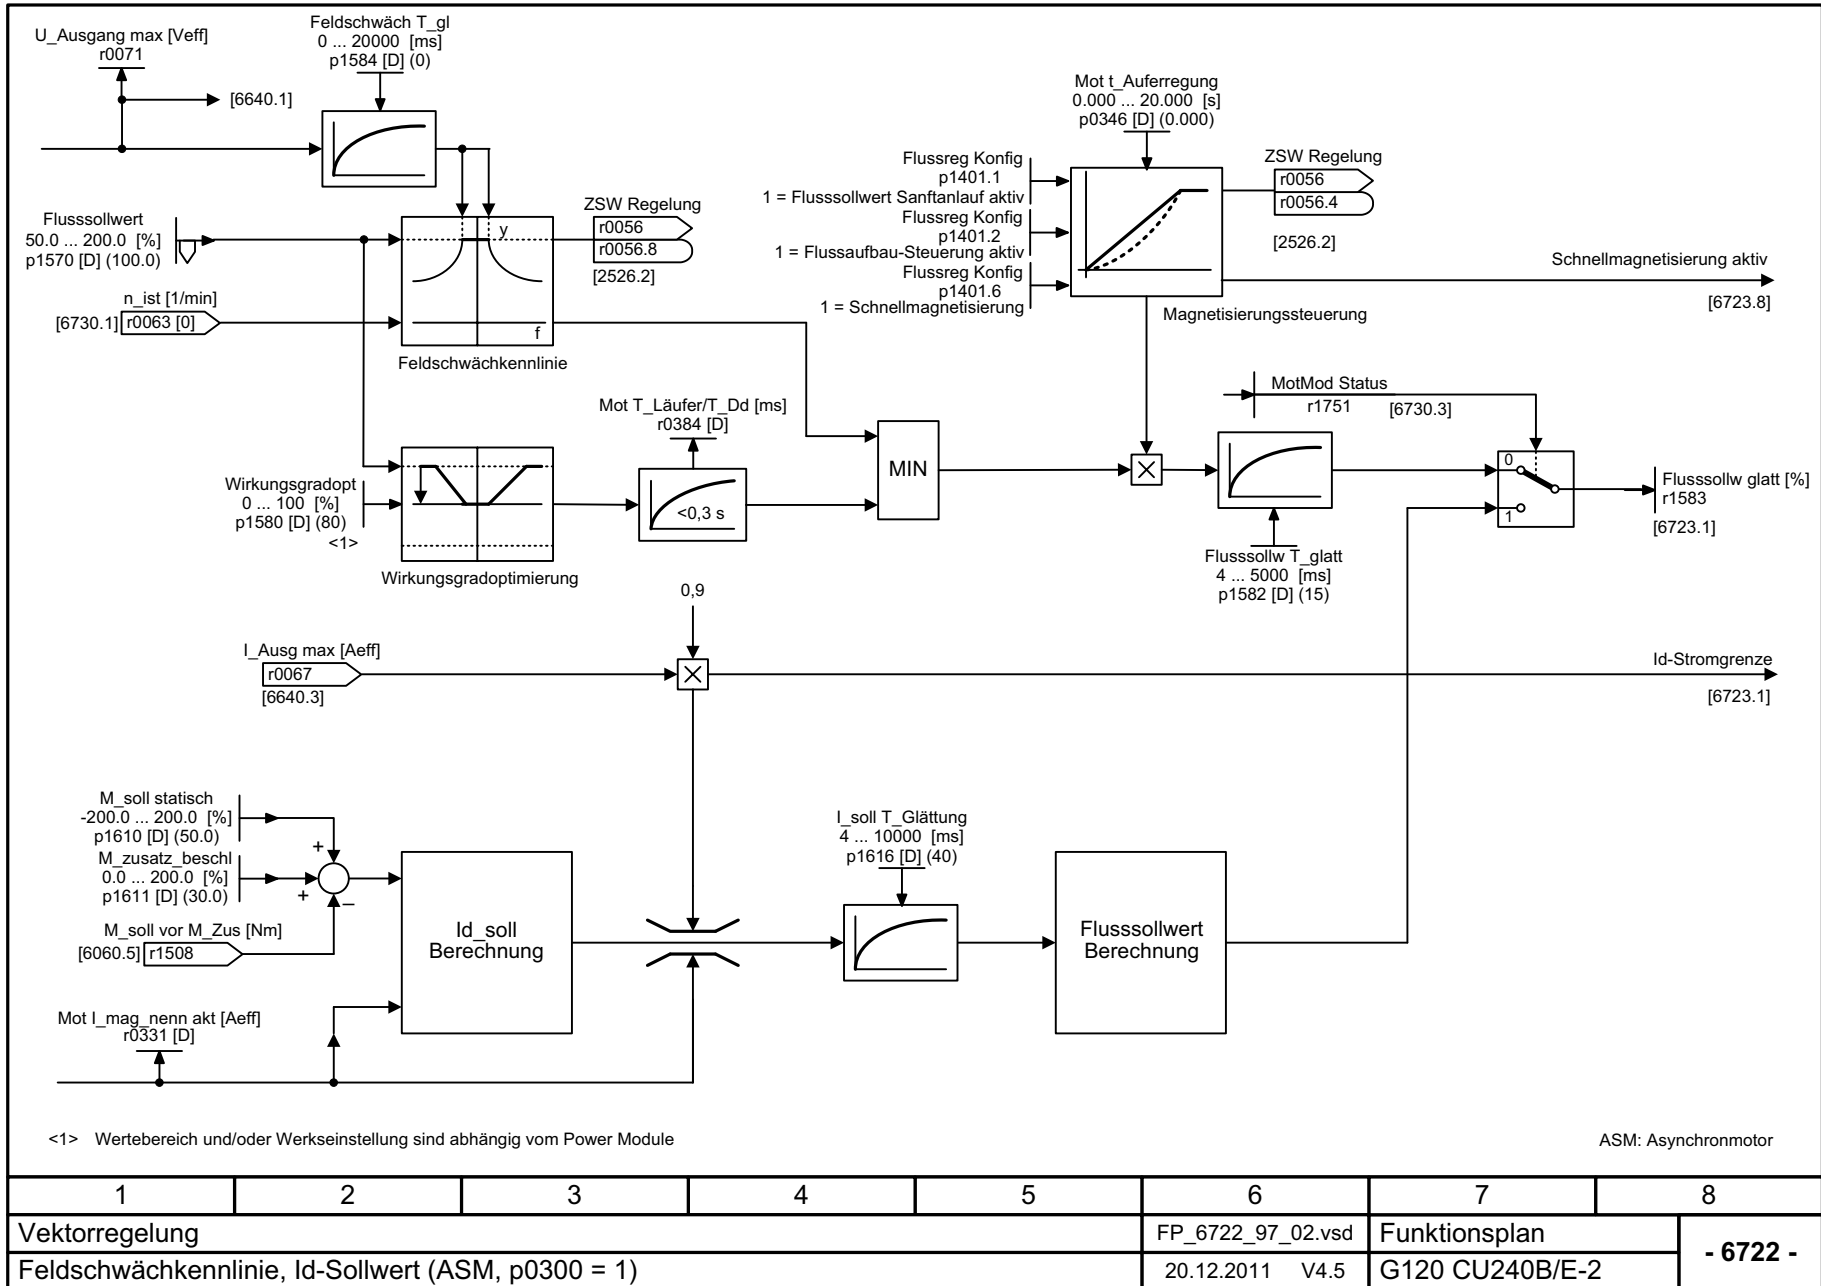 U_Ausgang max [Veff]
r0071
[6640.1]
Feldschwäch T_gl
0 ... 20000 [ms]
p1584 [D] (0)
Flusssollwert
50.0 ... 200.0 [%]
p1570 [D] (100.0)
n_ist [1/min]
[6730.1] r0063 [0]
y
f
Feldschwächkennlinie
ZSW Regelung
r0056
r0056.8
[2526.2]
Mot t_Auferregung
0.000 ... 20.000 [s]
p0346 [D] (0.000)
Flussreg Konfig
p1401.1
1 = Flusssollwert Sanftanlauf aktiv
Flussreg Konfig
p1401.2
1 = Flussaufbau-Steuerung aktiv
Flussreg Konfig
p1401.6
1 = Schnellmagnetisierung
Magnetisierungssteuerung
ZSW Regelung
r0056
r0056.4
[2526.2]
Schnellmagnetisierung aktiv
[6723.8]
Wirkungsgradopt
0 ... 100 [%]
p1580 [D] (80)
<1>
Wirkungsgradoptimierung
Mot T_Läufer/T_Dd [ms]
r0384 [D]
<0,3 s
MIN
MotMod Status
r1751 [6730.3]
Flusssollw T_glatt
4 ... 5000 [ms]
p1582 [D] (15)
0
1
Flusssollw glatt [%]
r1583
[6723.1]
0,9
I_Ausg max [Aeff]
r0067
[6640.3]
Id-Stromgrenze
[6723.1]
M_soll statisch
-200.0 ... 200.0 [%]
p1610 [D] (50.0)
+
M_zusatz_beschl
0.0 ... 200.0 [%]
p1611 [D] (30.0)
+
–
M_soll vor M_Zus [Nm]
[6060.5] r1508
Mot I_mag_nenn akt [Aeff]
r0331 [D]
Id_soll
Berechnung
I_soll T_Glättung
4 ... 10000 [ms]
p1616 [D] (40)
Flusssollwert
Berechnung
<1> Wertebereich und/oder Werkseinstellung sind abhängig vom Power Module
ASM: Asynchronmotor
1 2 3 4 5 6 7 8
Vektorregelung
FP_6722_97_02.vsd
Funktionsplan
- 6722 -
Feldschwächkennlinie, Id-Sollwert (ASM, p0300 = 1)
20.12.2011 V4.5
G120 CU240B/E-2